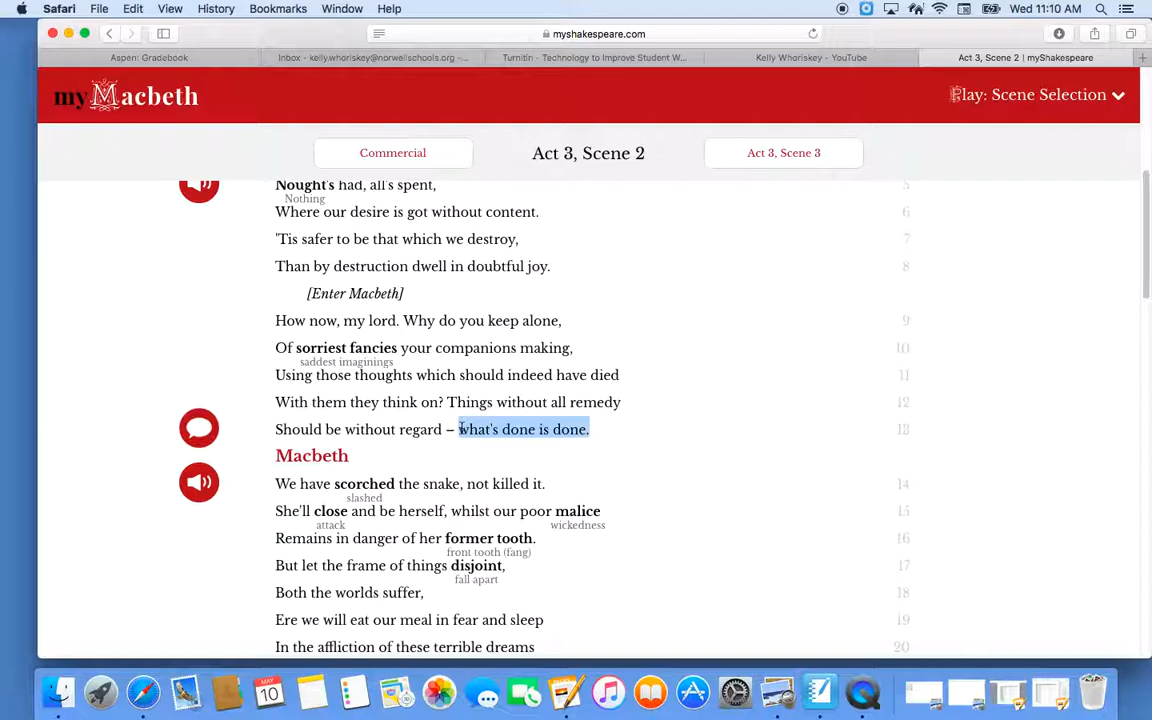 Safari File Edit View History Bookmarks Window Help Wed 11:10 AM
myshakespeare.com
Aspen: Gradebook Inbox - kelly.whoriskey@norwellschools.org -... Turnitin - Technology to Improve Student W... Kelly Whoriskey - YouTube Act 3, Scene 2 | myShakespeare
myMacbeth Play: Scene Selection
Commercial Act 3, Scene 2 Act 3, Scene 3
Nought's had, all's spent, 5
Nothing
Where our desire is got without content. 6
'Tis safer to be that which we destroy, 7
Than by destruction dwell in doubtful joy. 8
[Enter Macbeth]
How now, my lord. Why do you keep alone, 9
Of sorriest fancies your companions making, 10
saddest imaginings
Using those thoughts which should indeed have died 11
With them they think on? Things without all remedy 12
Should be without regard – what's done is done. 13
Macbeth
We have scorched the snake, not killed it. 14
slashed
She'll close and be herself, whilst our poor malice 15
attack wickedness
Remains in danger of her former tooth. 16
front tooth (fang)
But let the frame of things disjoint, 17
fall apart
Both the worlds suffer, 18
Ere we will eat our meal in fear and sleep 19
In the affliction of these terrible dreams 20
MAY
10